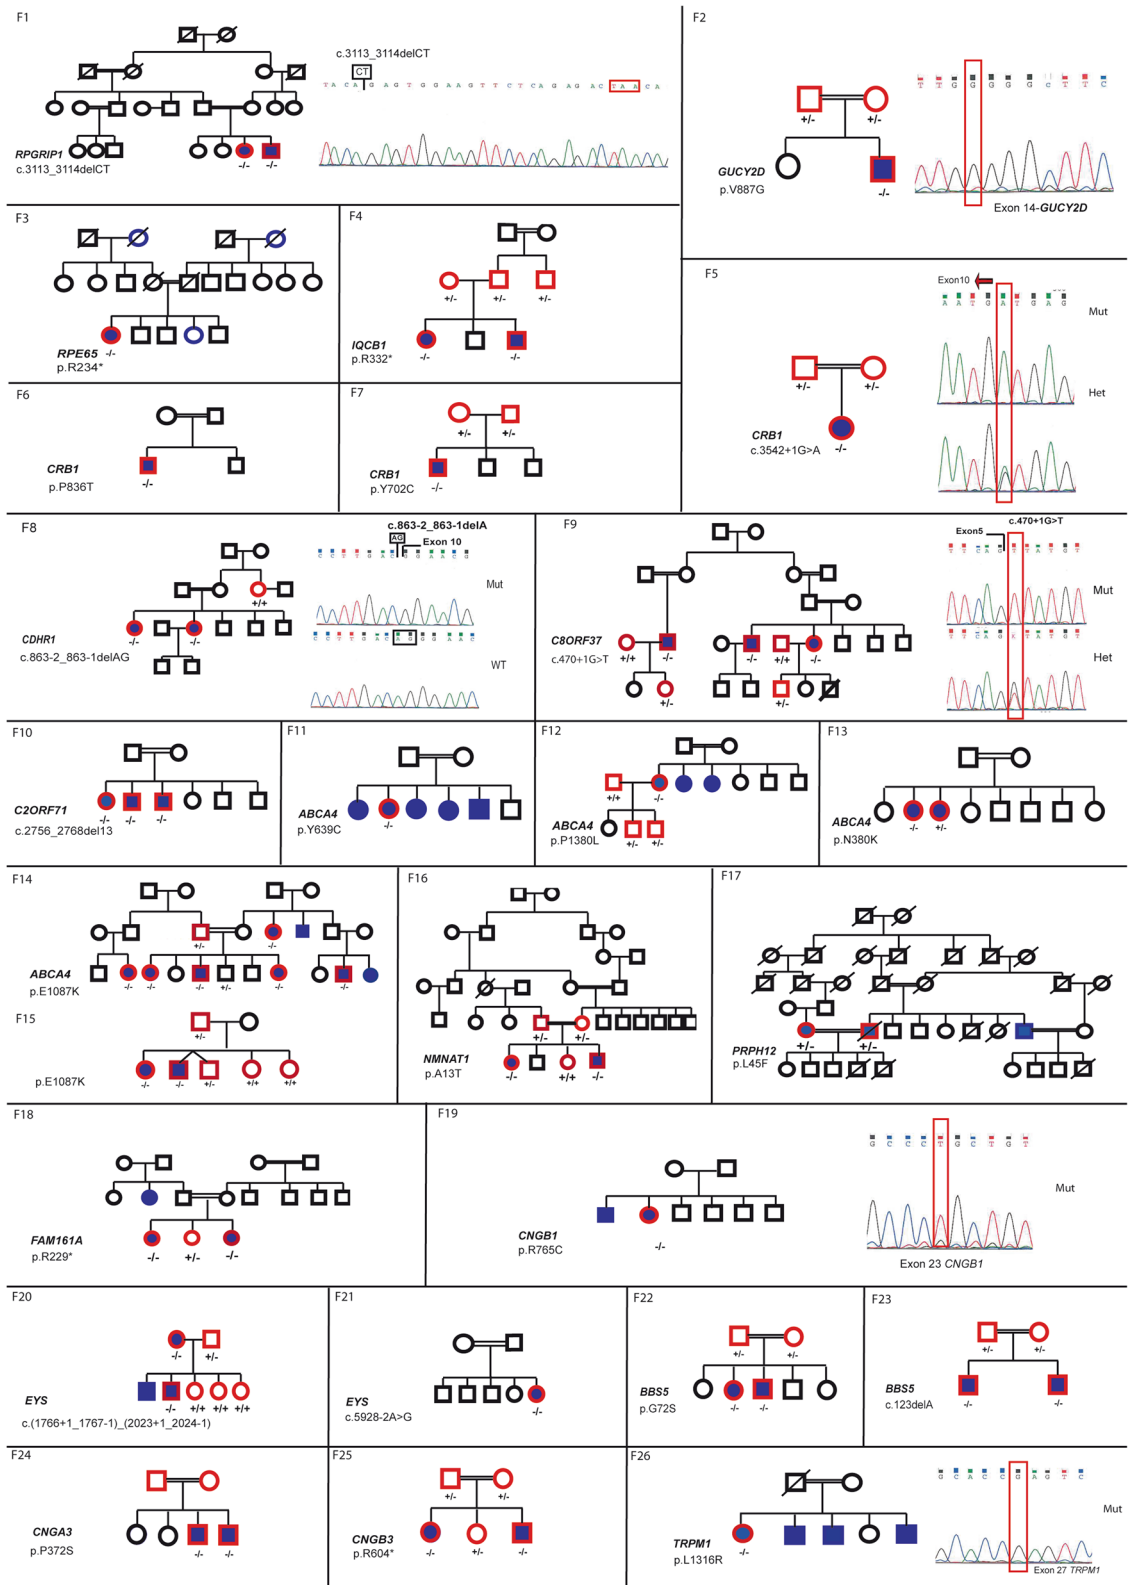 F1
c.3113_3114delCT
CT
T A C A G A G T G G A A G T T C T C A G A G A C T A A C A
RPGRIP1
c.3113_3114delCT
-/- -/-
F2
T T G G G G G C T T C
+/- +/-
GUCY2D
p.V887G
-/-
Exon 14-GUCY2D
F3
RPE65 -/-
p.R234*
F4
+/- +/- +/-
IQCB1
p.R332*
-/- -/-
F5
Exon10
A A T G A T G A G
Mut
Het
+/- +/-
CRB1
c.3542+1G>A
-/-
F6
CRB1
p.P836T
-/-
F7
+/- +/-
CRB1
p.Y702C
-/-
F8
c.863-2_863-1delA
AG
Exon 10
C C T T G A C G G A A C G
Mut
+/+
-/- -/-
CDHR1
c.863-2_863-1delAG
C C T T G A C A G G G A A C
WT
F9
c.470+1G>T
Exon5
T T C A G T T A T G T
Mut
T T C A G K T A T G T
Het
C8ORF37
c.470+1G>T
+/+ -/- -/- +/+ -/-
+/- +/-
F10
C2ORF71
-/- -/- -/-
c.2756_2768del13
F11
ABCA4
p.Y639C
-/-
F12
+/+ -/-
ABCA4
p.P1380L
+/- +/-
F13
ABCA4
p.N380K
-/- +/-
F14
+/- -/-
ABCA4
p.E1087K
-/- -/- -/- +/- -/- -/-
F15
+/-
p.E1087K
-/- -/- +/- +/+ +/+
F16
+/- +/-
NMNAT1
p.A13T
-/- +/+ -/-
F17
+/- +/-
PRPH12
p.L45F
F18
FAM161A
p.R229*
-/- +/- -/-
F19
CNGB1
p.R765C
-/-
G C C C T G C T G T
Mut
Exon 23 CNGB1
F20
-/- +/-
EYS
-/- +/+ +/+ +/+
c.(1766+1_1767-1)_(2023+1_2024-1)
F21
EYS
c.5928-2A>G
-/-
F22
+/- +/-
BBS5
p.G72S
-/- -/-
F23
+/- +/-
BBS5
c.123delA
-/- -/-
F24
CNGA3
p.P372S
-/- -/-
F25
+/- +/-
CNGB3
p.R604*
-/- +/- -/-
F26
TRPM1
p.L1316R
-/-
G C A C C G A G T C
Mut
Exon 27 TRPM1